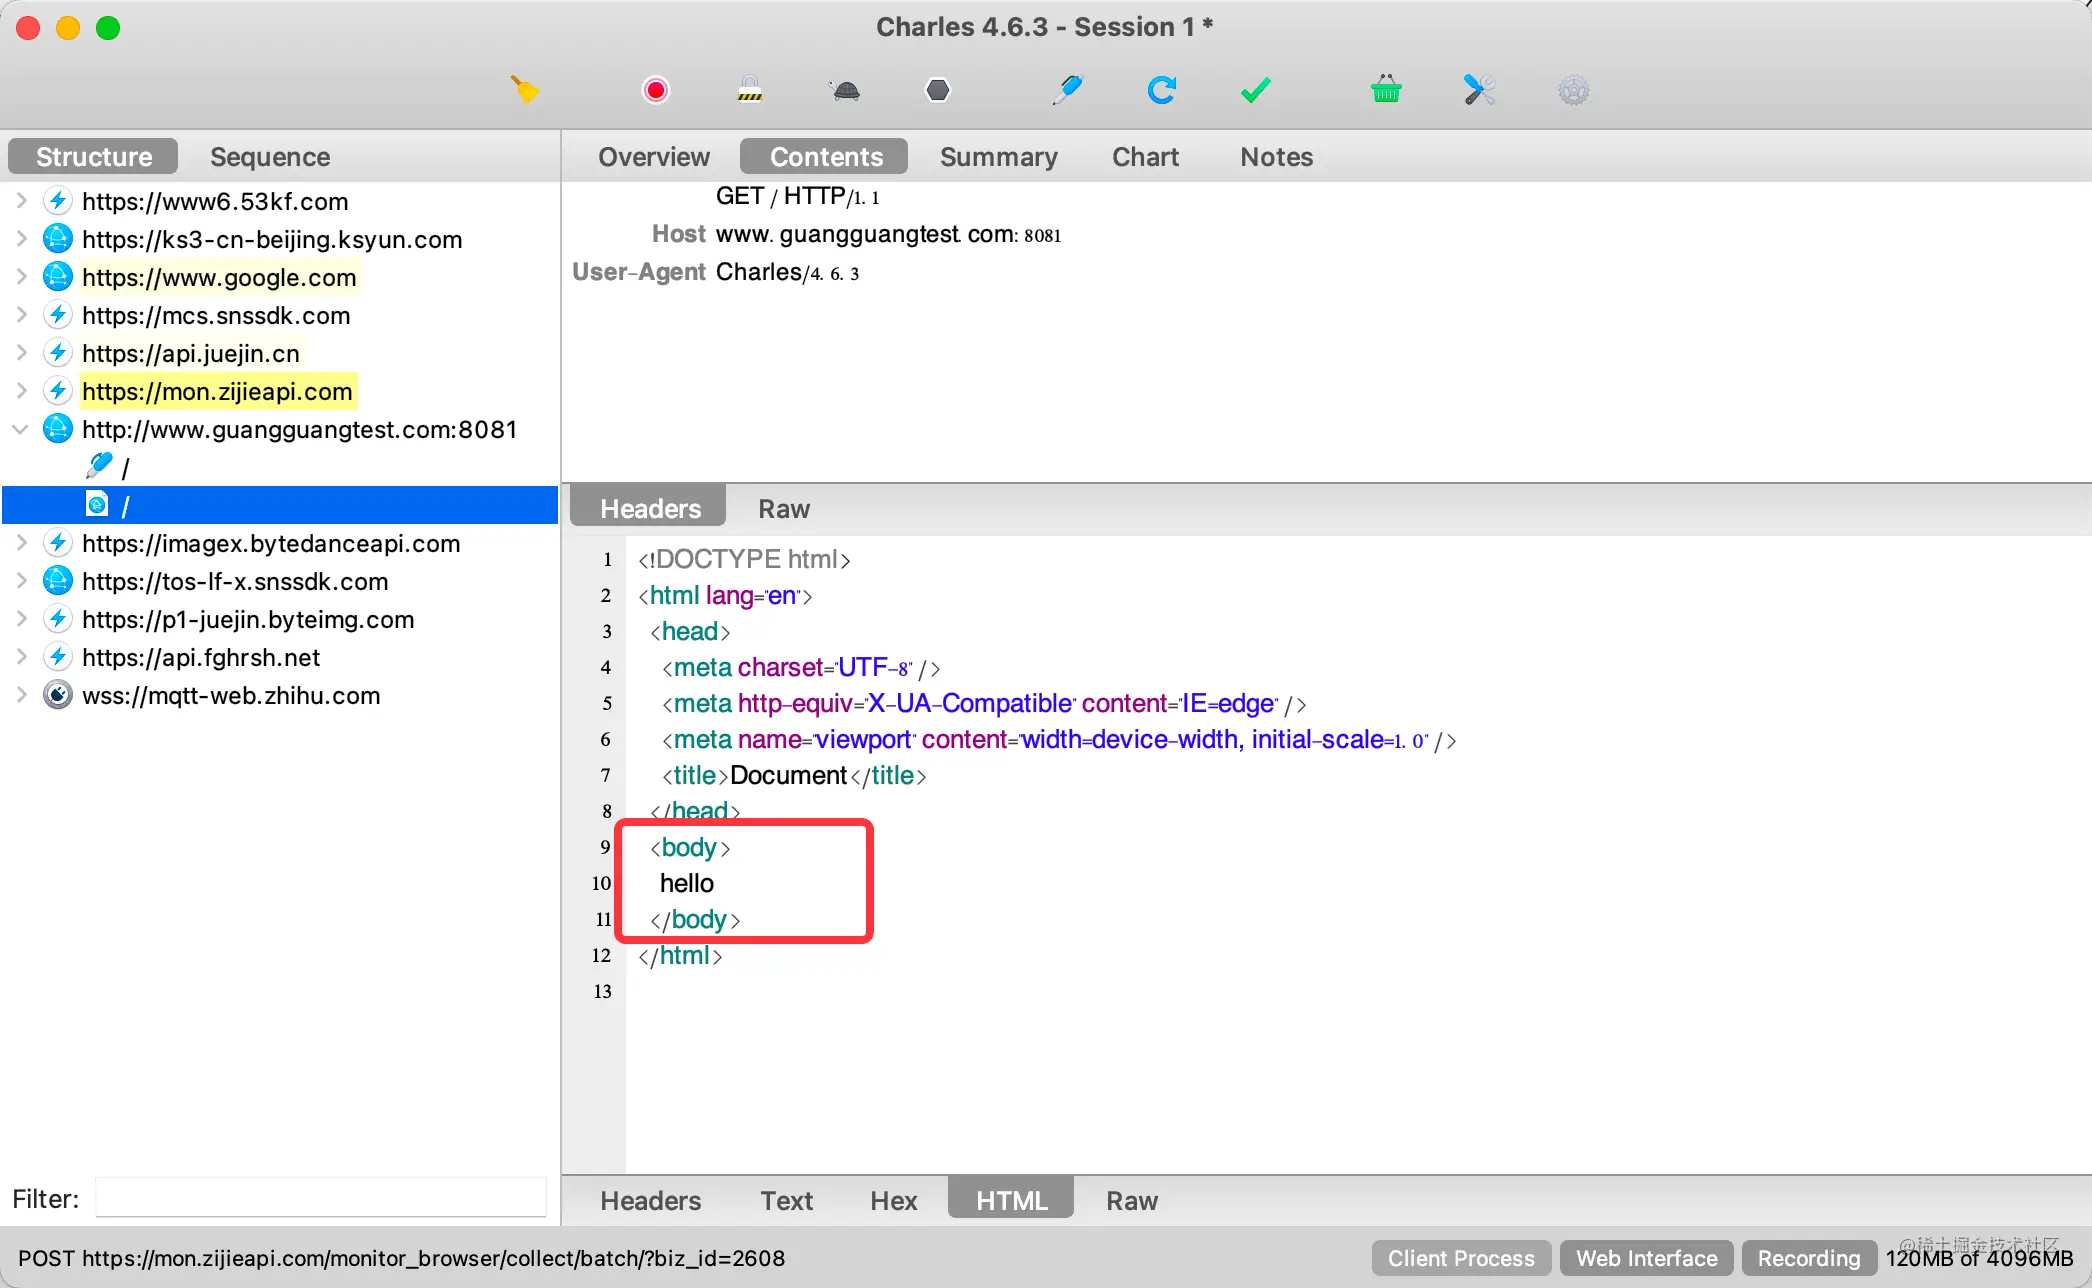 Charles 4.6.3 - Session 1 *
Structure Sequence
https://www6.53kf.com
https://ks3-cn-beijing.ksyun.com
https://www.google.com
https://mcs.snssdk.com
https://api.juejin.cn
https://mon.zijieapi.com
http://www.guangguangtest.com:8081
/
/
https://imagex.bytedanceapi.com
https://tos-lf-x.snssdk.com
https://p1-juejin.byteimg.com
https://api.fghrsh.net
wss://mqtt-web.zhihu.com
Filter:
Overview Contents Summary Chart Notes
GET / HTTP/1.1
Host www.guangguangtest.com:8081
User-Agent Charles/4.6.3
Headers Raw
1 <!DOCTYPE html>
2 <html lang="en">
3 <head>
4 <meta charset="UTF-8" />
5 <meta http-equiv="X-UA-Compatible" content="IE=edge" />
6 <meta name="viewport" content="width=device-width, initial-scale=1.0" />
7 <title>Document</title>
8 </head>
9 <body>
10 hello
11 </body>
12 </html>
13
Headers Text Hex HTML Raw
POST https://mon.zijieapi.com/monitor_browser/collect/batch/?biz_id=2608
Client Process Web Interface Recording 120MB of 4096MB
@稀土掘金技术社区